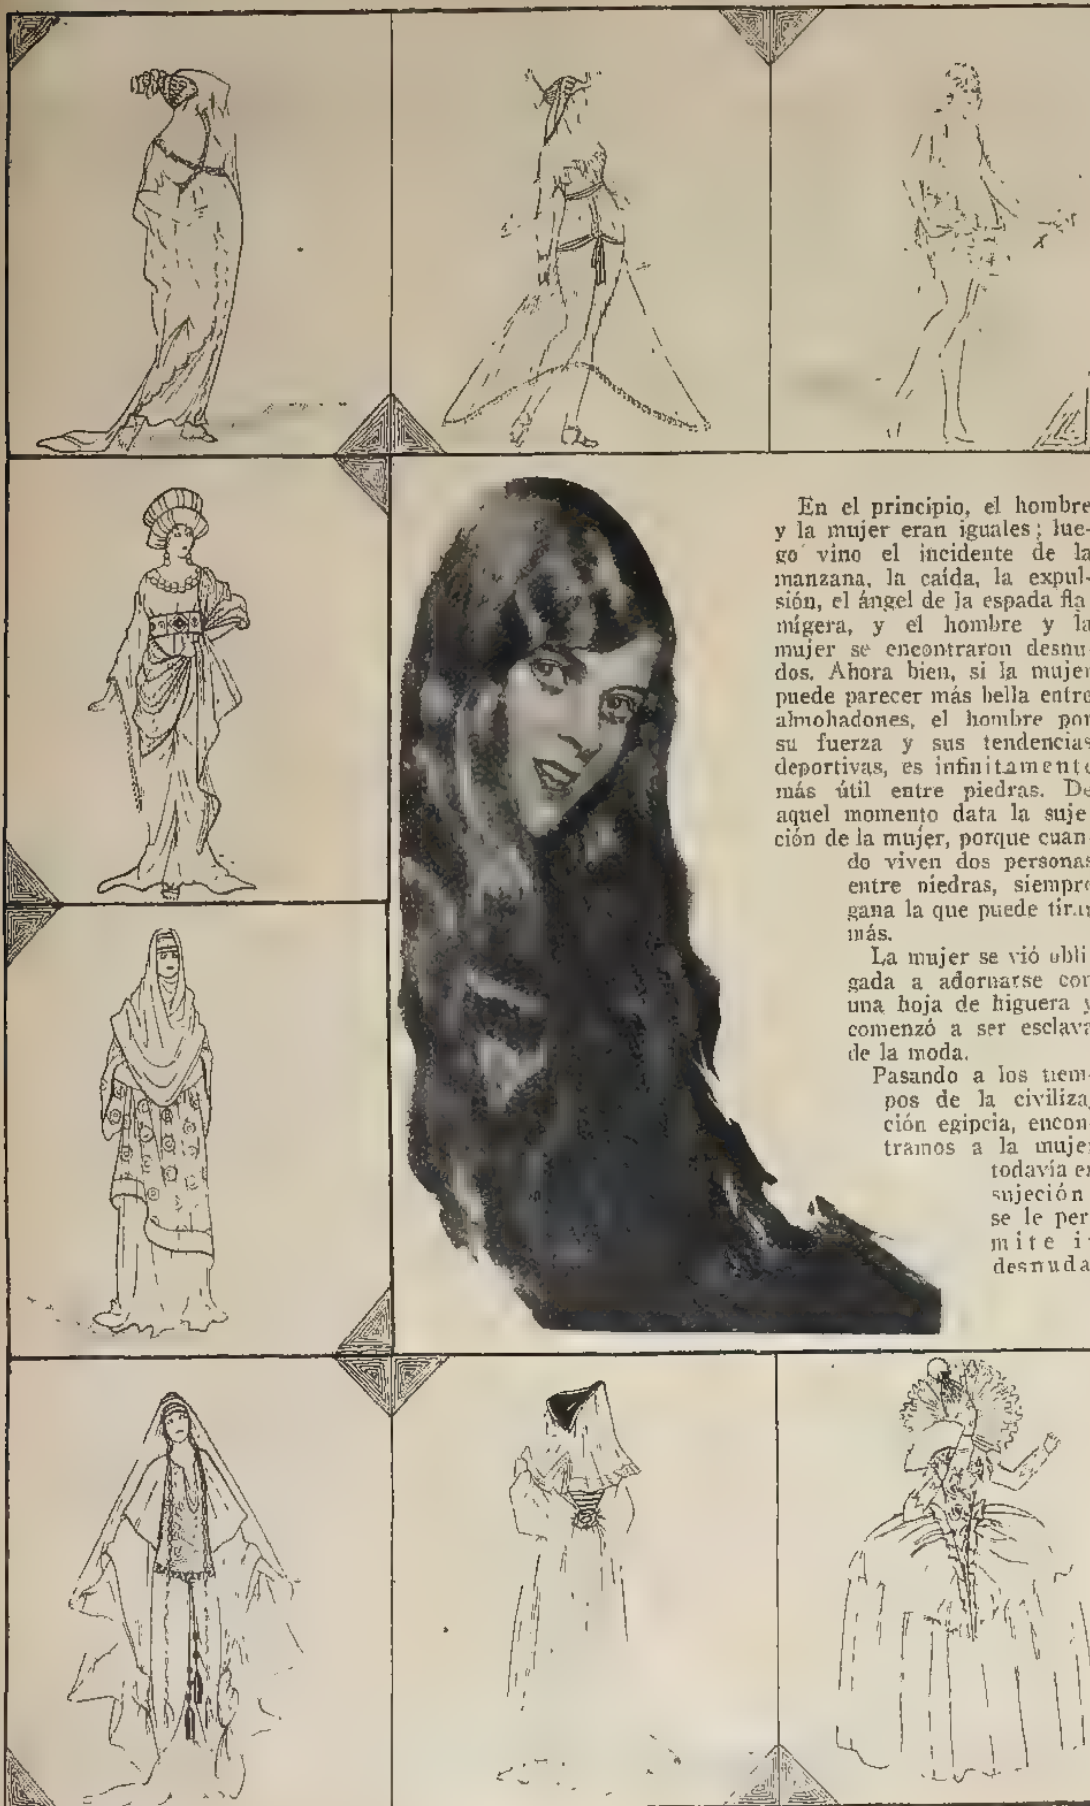 En el principio, el hombre
y la mujer eran iguales; lue-
go vino el incidente de la
manzana, la caída, la expul-
sión, el ángel de la espada fla
mígera, y el hombre y la
mujer se encontraron desnu
dos. Ahora bien, si la mujer
puede parecer más bella entre
almohadones, el hombre por
su fuerza y sus tendencias
deportivas, es infinitamente
más útil entre piedras. De
aquel momento data la suje
ción de la mujer, porque cuan
do viven dos personas
entre piedras, siempre
gana la que puede tirar
más.
La mujer se vió obli
gada a adornarse con
una hoja de higuera y
comenzó a ser esclava
de la moda.
Pasando a los tiem-
pos de la civiliza,
ción egipcia, encon-
tramos a la mujer
todavía en
sujeción
se le per
mite ir
desnuda